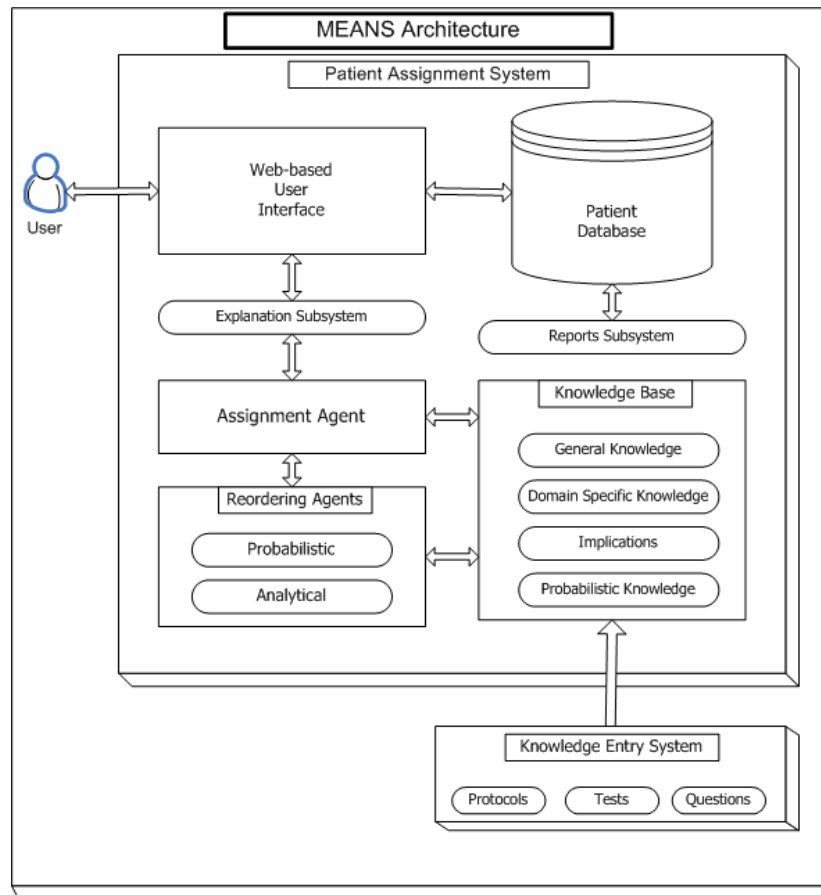 MEANS Architecture
Patient Assignment System
Web-based
User
Interface
Patient
Database
User
Explanation Subsystem
Reports Subsystem
Assignment Agent
Knowledge Base
General Knowledge
Domain Specific Knowledge
Implications
Probabilistic Knowledge
Reordering Agents
Probabilistic
Analytical
Knowledge Entry System
Protocols
Tests
Questions